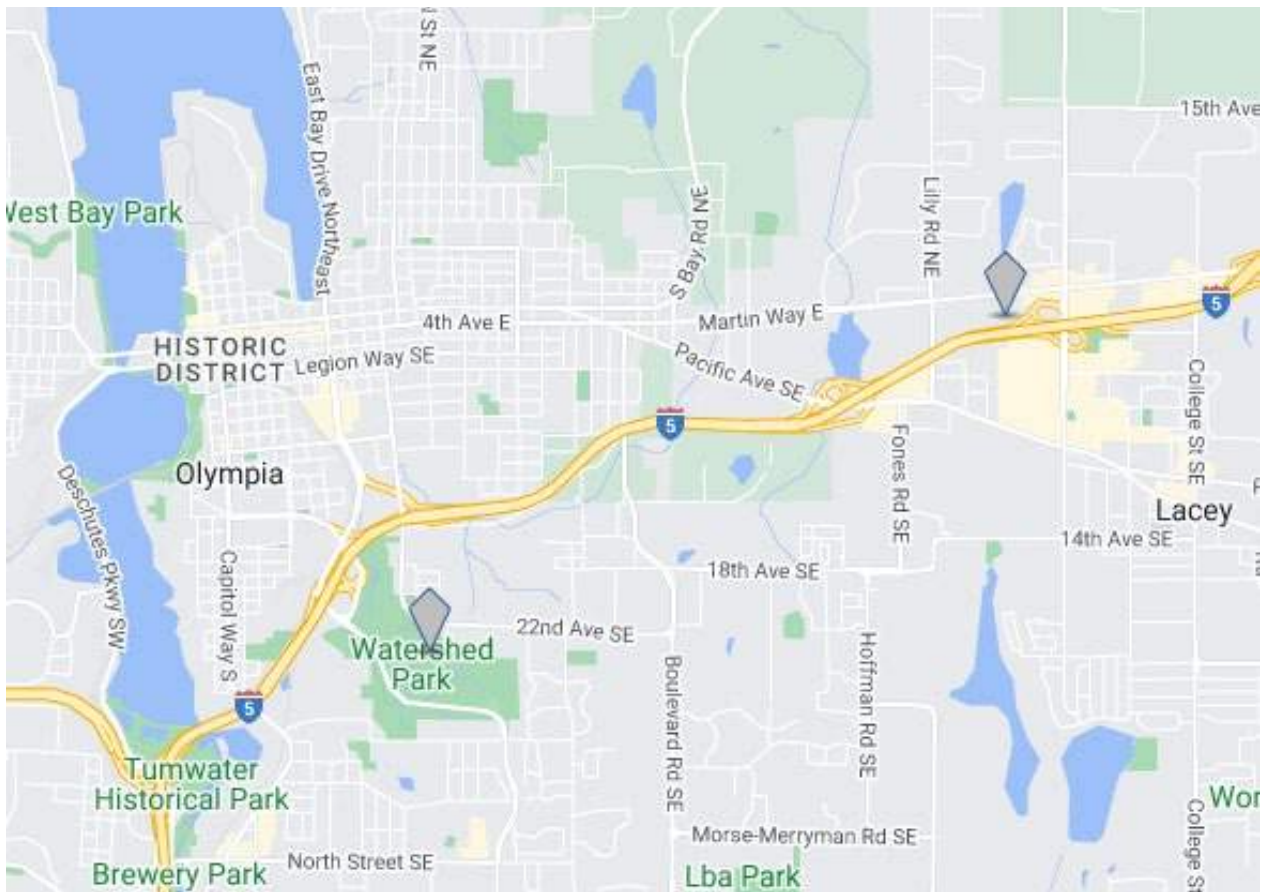 St NE
15th Ave
East Bay Drive Northeast
West Bay Park
S Bay Rd NE
Lilly Rd NE
5
4th Ave E
Martin Way E
HISTORIC
DISTRICT
Legion Way SE
Pacific Ave SE
5
College St SE
Fones Rd SE
Olympia
Deschutes Pkwy SW
Lacey
14th Ave SE
Capitol Way S
18th Ave SE
22nd Ave SE
Watershed
Park
Boulevard Rd SE
Hoffman Rd SE
5
Tumwater
Historical Park
Wor
College St
Morse-Merryman Rd SE
North Street SE
Brewery Park
Lba Park